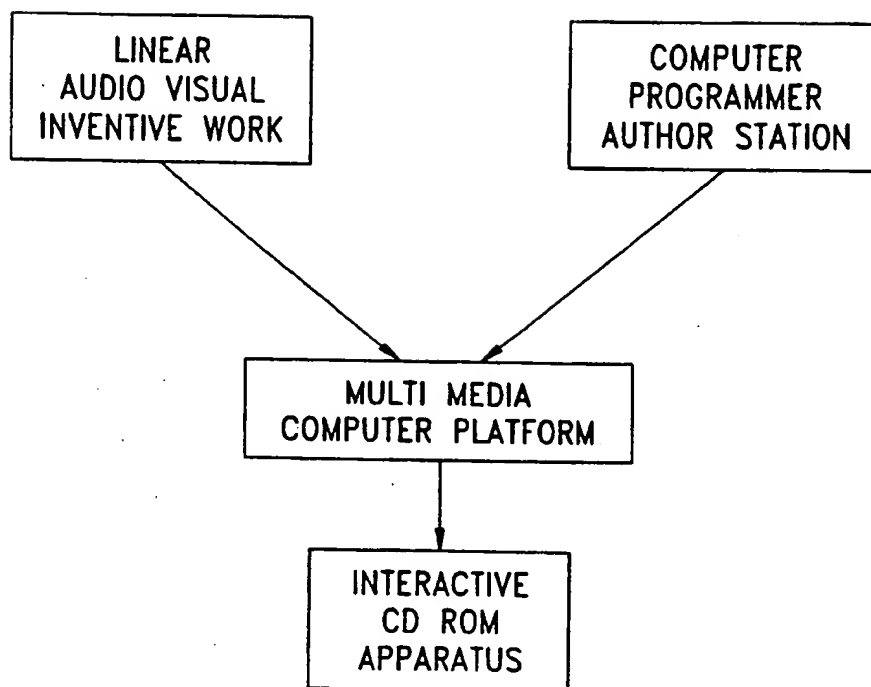 LINEAR
AUDIO VISUAL
INVENTIVE WORK
COMPUTER
PROGRAMMER
AUTHOR STATION
MULTI MEDIA
COMPUTER PLATFORM
INTERACTIVE
CD ROM
APPARATUS